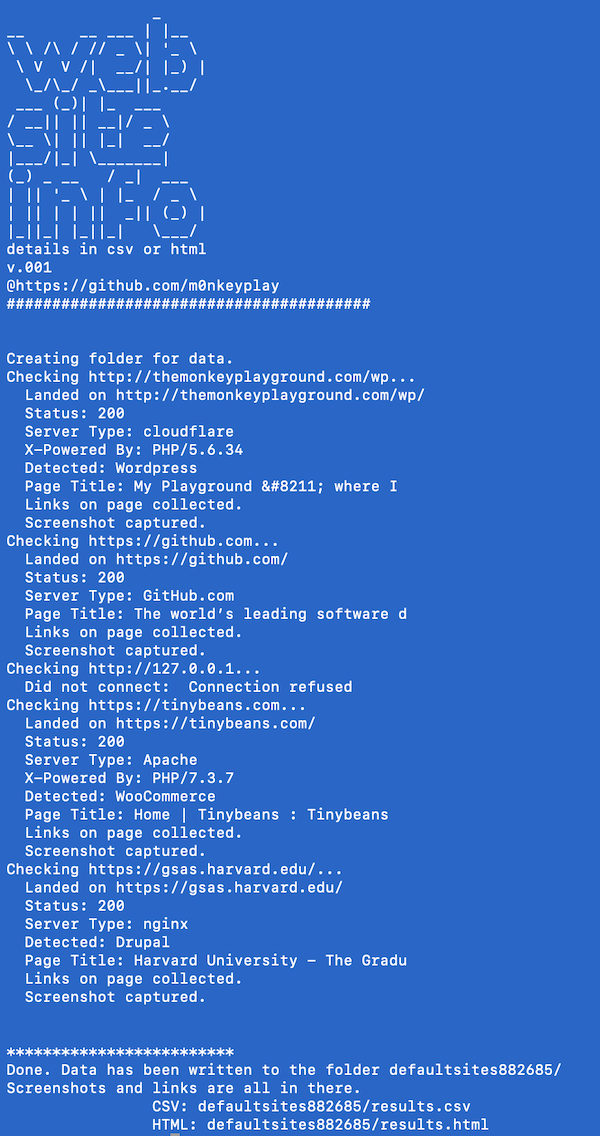 web
site
info
details in csv or html
v.001
@https://github.com/m0nkeyplay
########################################
Creating folder for data.
Checking http://themonkeyplayground.com/wp...
Landed on http://themonkeyplayground.com/wp/
Status: 200
Server Type: cloudflare
X-Powered By: PHP/5.6.34
Detected: Wordpress
Page Title: My Playground &#8211; where I
Links on page collected.
Screenshot captured.
Checking https://github.com...
Landed on https://github.com/
Status: 200
Server Type: GitHub.com
Page Title: The world’s leading software d
Links on page collected.
Screenshot captured.
Checking http://127.0.0.1...
Did not connect:  Connection refused
Checking https://tinybeans.com...
Landed on https://tinybeans.com/
Status: 200
Server Type: Apache
X-Powered By: PHP/7.3.7
Detected: WooCommerce
Page Title: Home | Tinybeans : Tinybeans
Links on page collected.
Screenshot captured.
Checking https://gsas.harvard.edu/...
Landed on https://gsas.harvard.edu/
Status: 200
Server Type: nginx
Detected: Drupal
Page Title: Harvard University - The Gradu
Links on page collected.
Screenshot captured.
*************************
Done. Data has been written to the folder defaultsites882685/
Screenshots and links are all in there.
CSV: defaultsites882685/results.csv
HTML: defaultsites882685/results.html